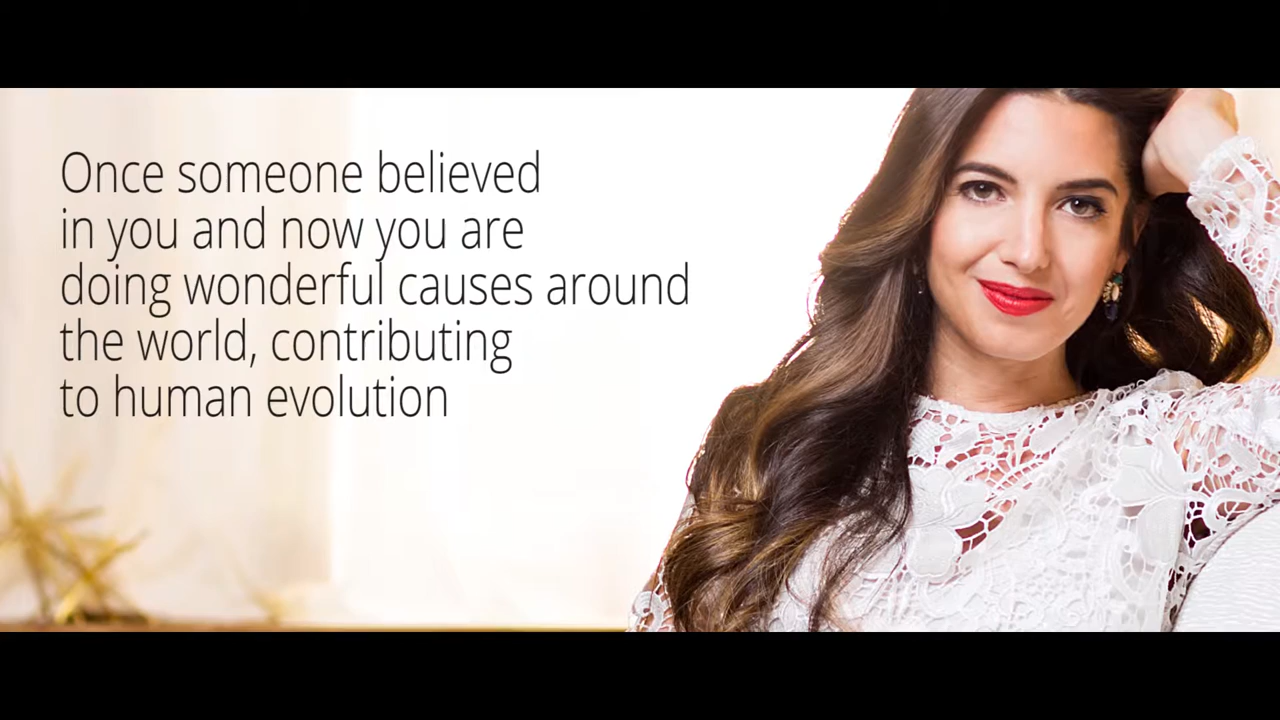 Once someone believed
in you and now you are
doing wonderful causes around
the world, contributing
to human evolution